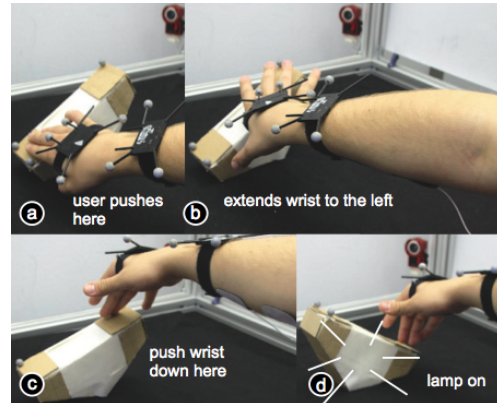 a
user pushes
here
b
extends wrist to the left
c
push wrist
down here
d
lamp on